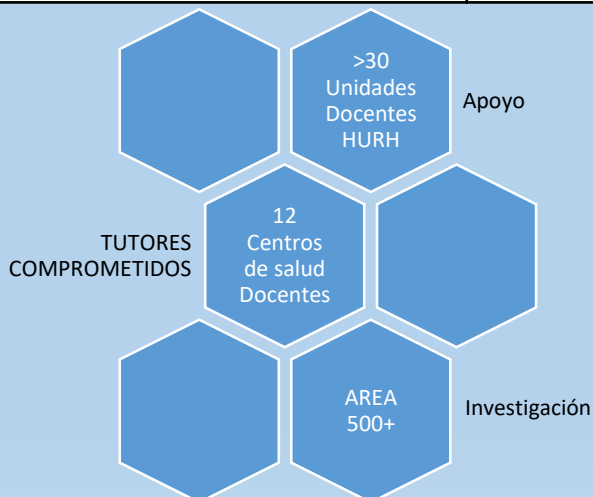 >30
Unidades
Docentes
HURH
Apoyo
TUTORES
COMPROMETIDOS
12
Centros
de salud
Docentes
AREA
500+
Investigación